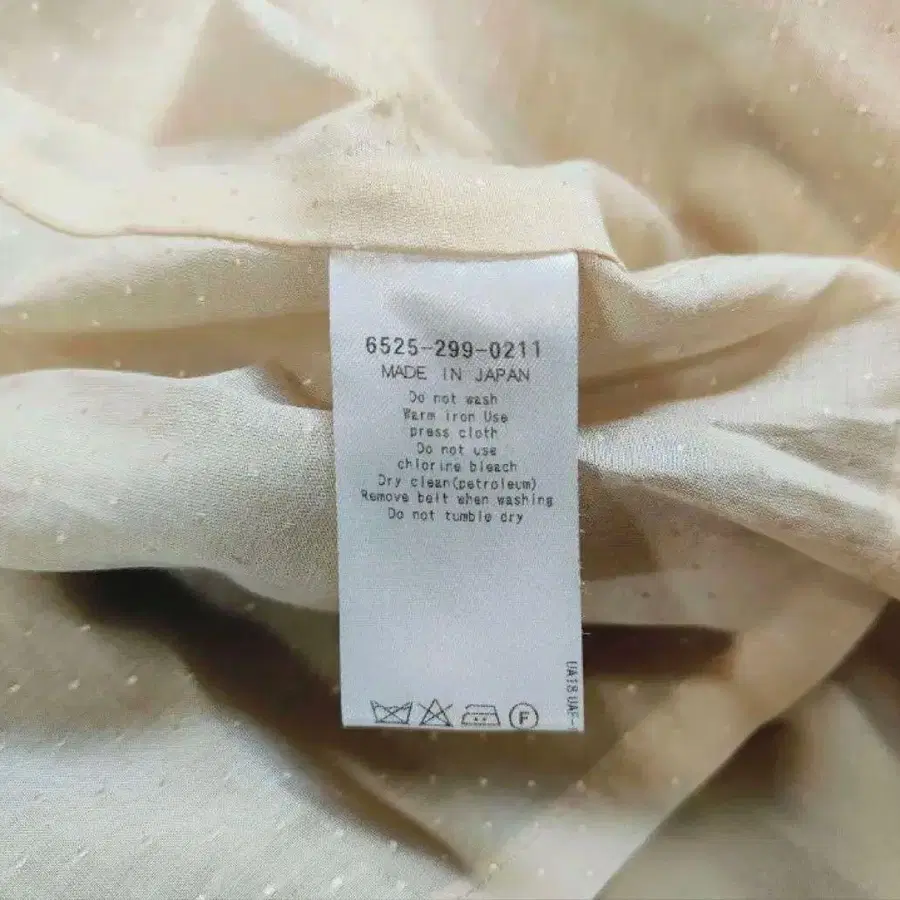 6525-299-0211
MADE IN JAPAN
Do not wash
Warm iron Use
press cloth
Do not use
chlorine bleach
Dry clean(petroleum)
Remove belt when washing
Do not tumble dry
F